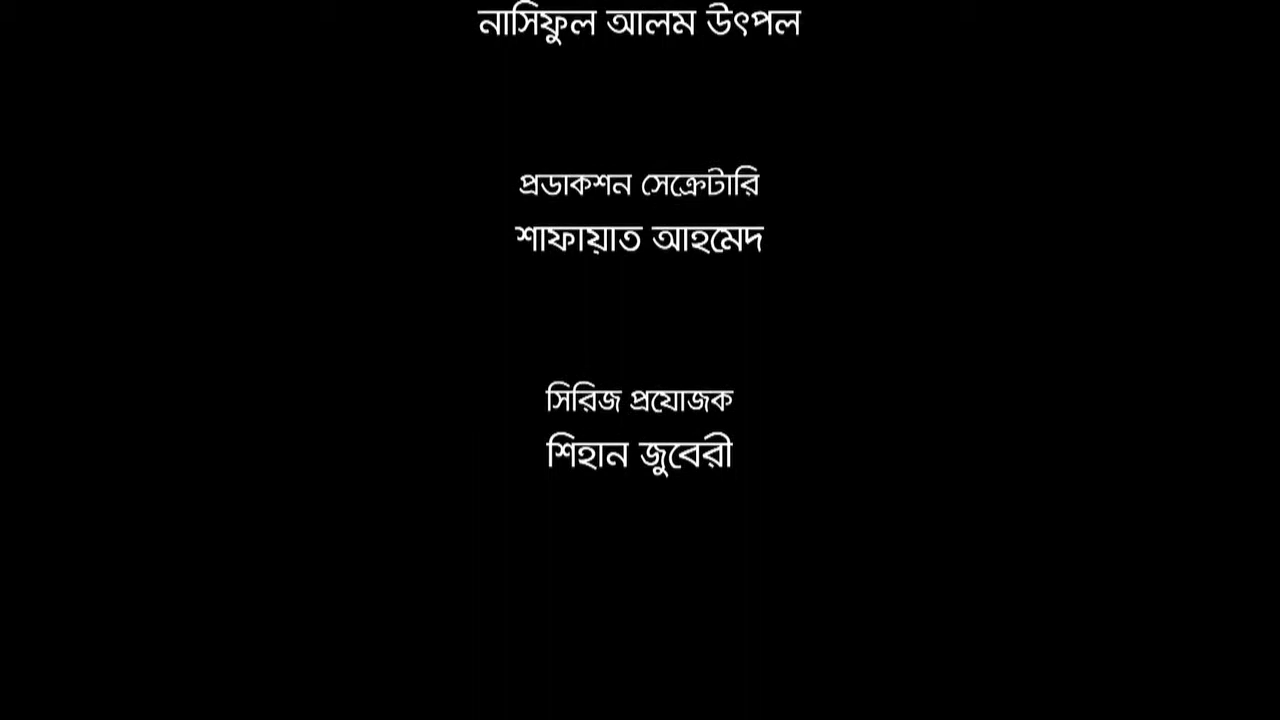 নাসিফুল আলম উৎপল
প্রডাকশন সেক্রেটারি
শাফায়াত আহমেদ
সিরিজ প্রযোজক
শিহান জুবেরী